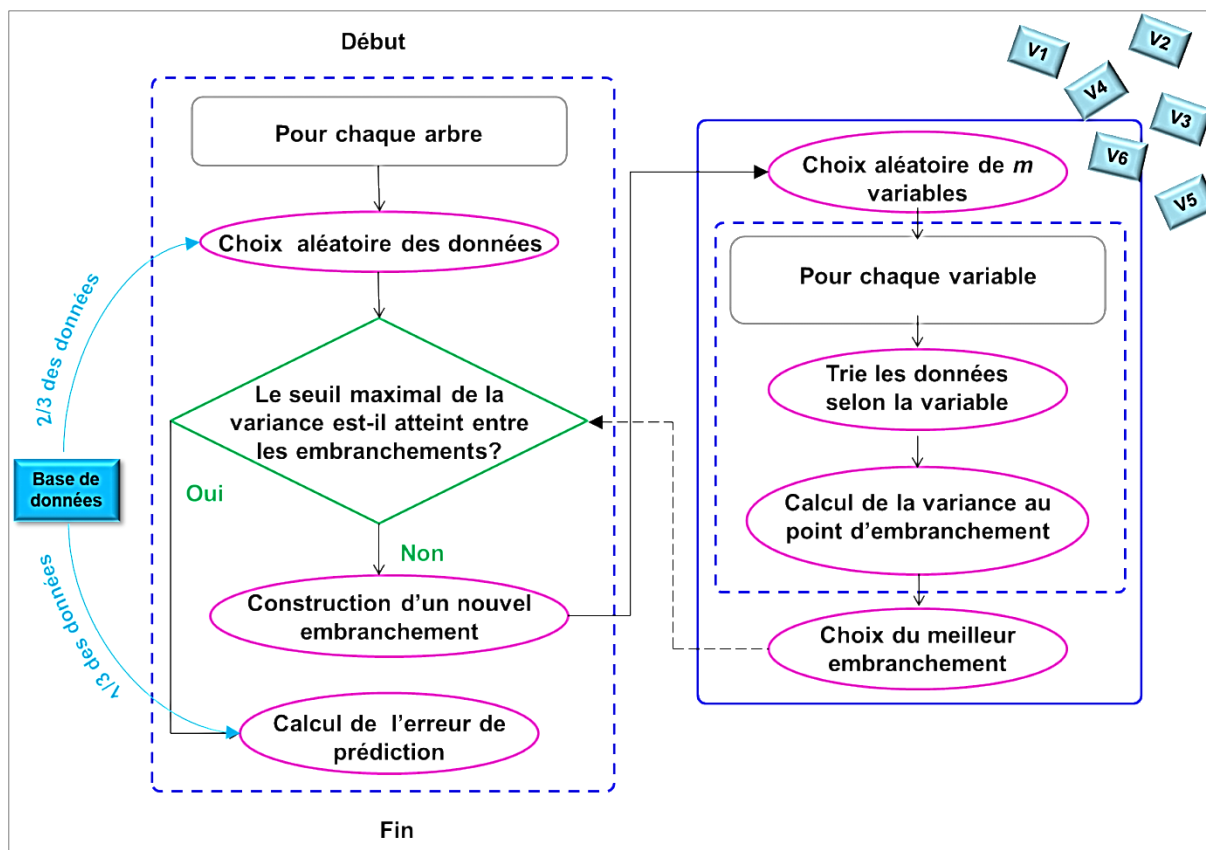 Début
Pour chaque arbre
Choix aléatoire des données
Le seuil maximal de la
variance est-il atteint entre
les embranchements?
Oui
Non
Construction d'un nouvel
embranchement
Calcul de l'erreur de
prédiction
Fin
2/3 des données
Base de
données
1/3 des données
Choix aléatoire de m
variables
Pour chaque variable
Trie les données
selon la variable
Calcul de la variance au
point d'embranchement
Choix du meilleur
embranchement
V1
V2
V4
V3
V6
V5